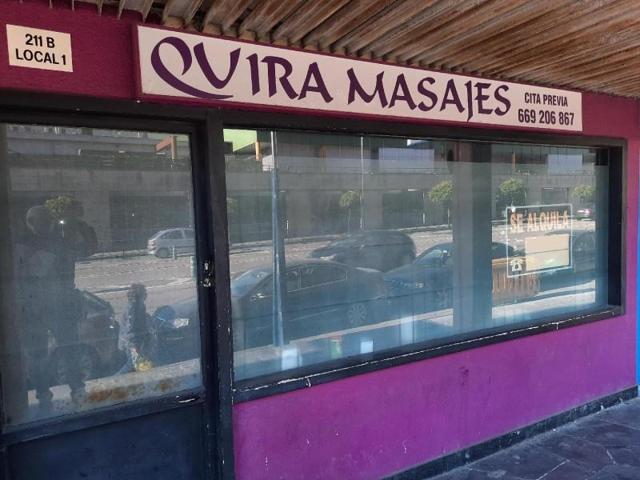 211 B
LOCAL 1
QUIRA MASAJES
CITA PREVIA
669 206 867
SE ALQUILA